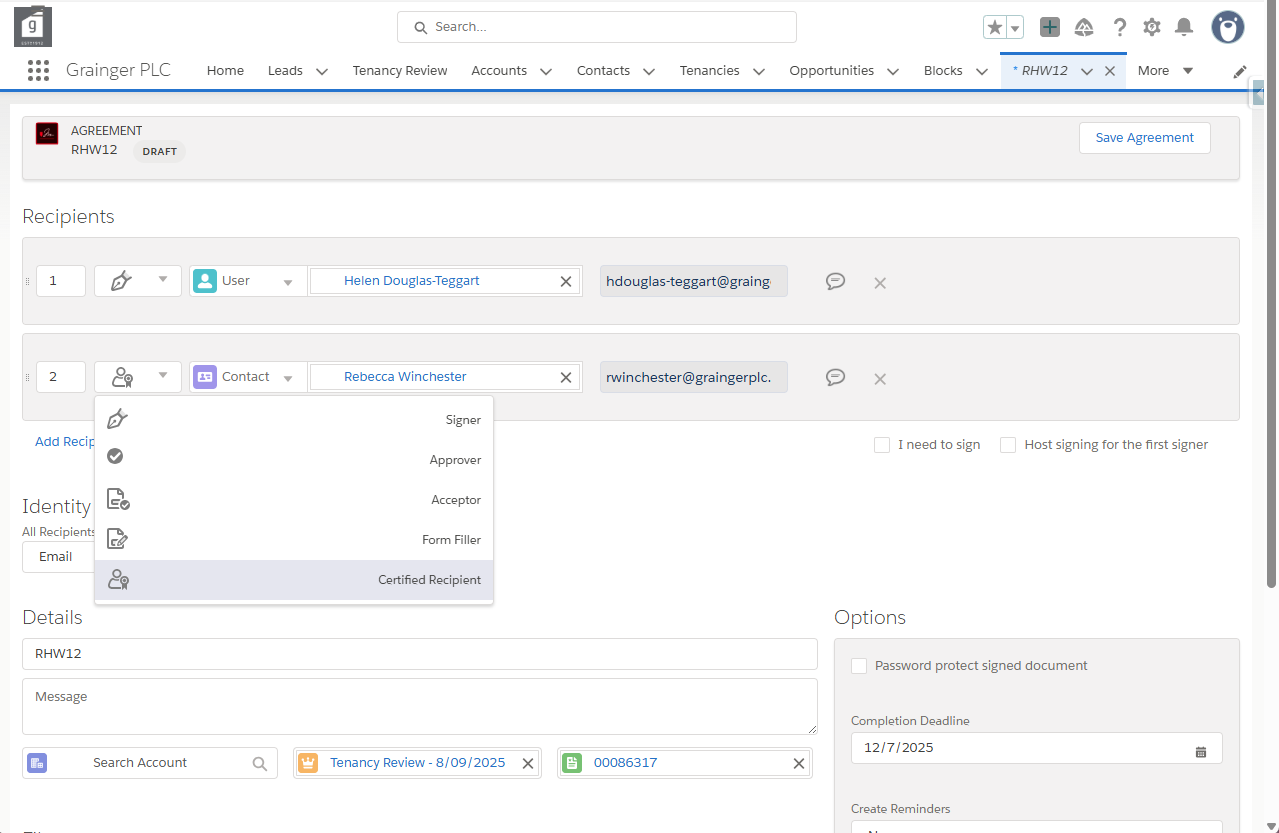 g
Search...
Grainger PLC
Home
Leads
Tenancy Review
Accounts
Contacts
Tenancies
Opportunities
Blocks
* RHW12
More
AGREEMENT
RHW12
DRAFT
Save Agreement
Recipients
1
User
Helen Douglas-Teggart
hdouglas-teggart@graing
2
Contact
Rebecca Winchester
rwinchester@graingerplc.
Signer
Approver
Acceptor
Form Filler
Certified Recipient
Add Recip
I need to sign
Host signing for the first signer
Identity
All Recipients
Email
Details
RHW12
Message
Search Account
Tenancy Review - 8/09/2025
00086317
Options
Password protect signed document
Completion Deadline
12/7/2025
Create Reminders